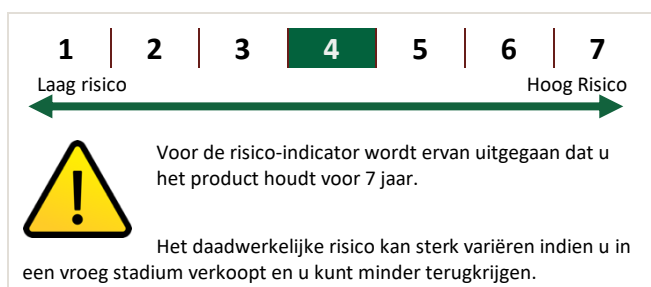 1 2 3 4 5 6 7
Laag risico Hoog Risico
Voor de risico-indicator wordt ervan uitgegaan dat u
het product houdt voor 7 jaar.
Het daadwerkelijke risico kan sterk variëren indien u in
een vroeg stadium verkoopt en u kunt minder terugkrijgen.